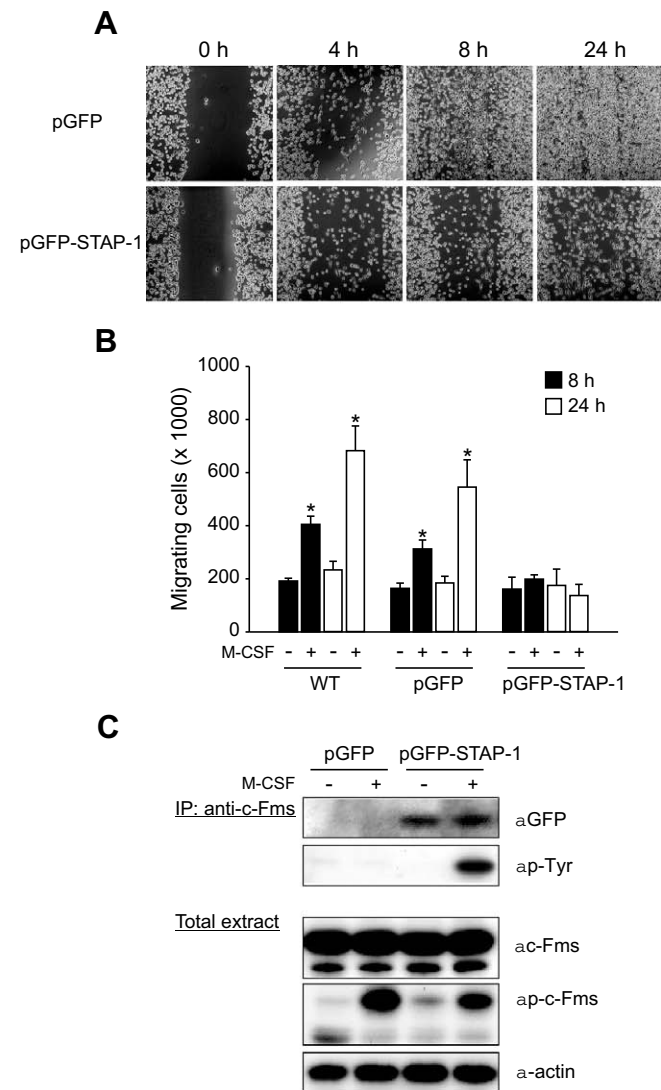 A
0 h 4 h 8 h 24 h
pGFP
pGFP-STAP-1
B
1000
800
600
400
200
0
Migrating cells (x 1000)
8 h
24 h
* * * *
M-CSF - + - + - + - + - + - +
WT pGFP pGFP-STAP-1
C
pGFP pGFP-STAP-1
M-CSF - + - +
IP: anti-c-Fms
aGFP
ap-Tyr
Total extract
ac-Fms
ap-c-Fms
a-actin